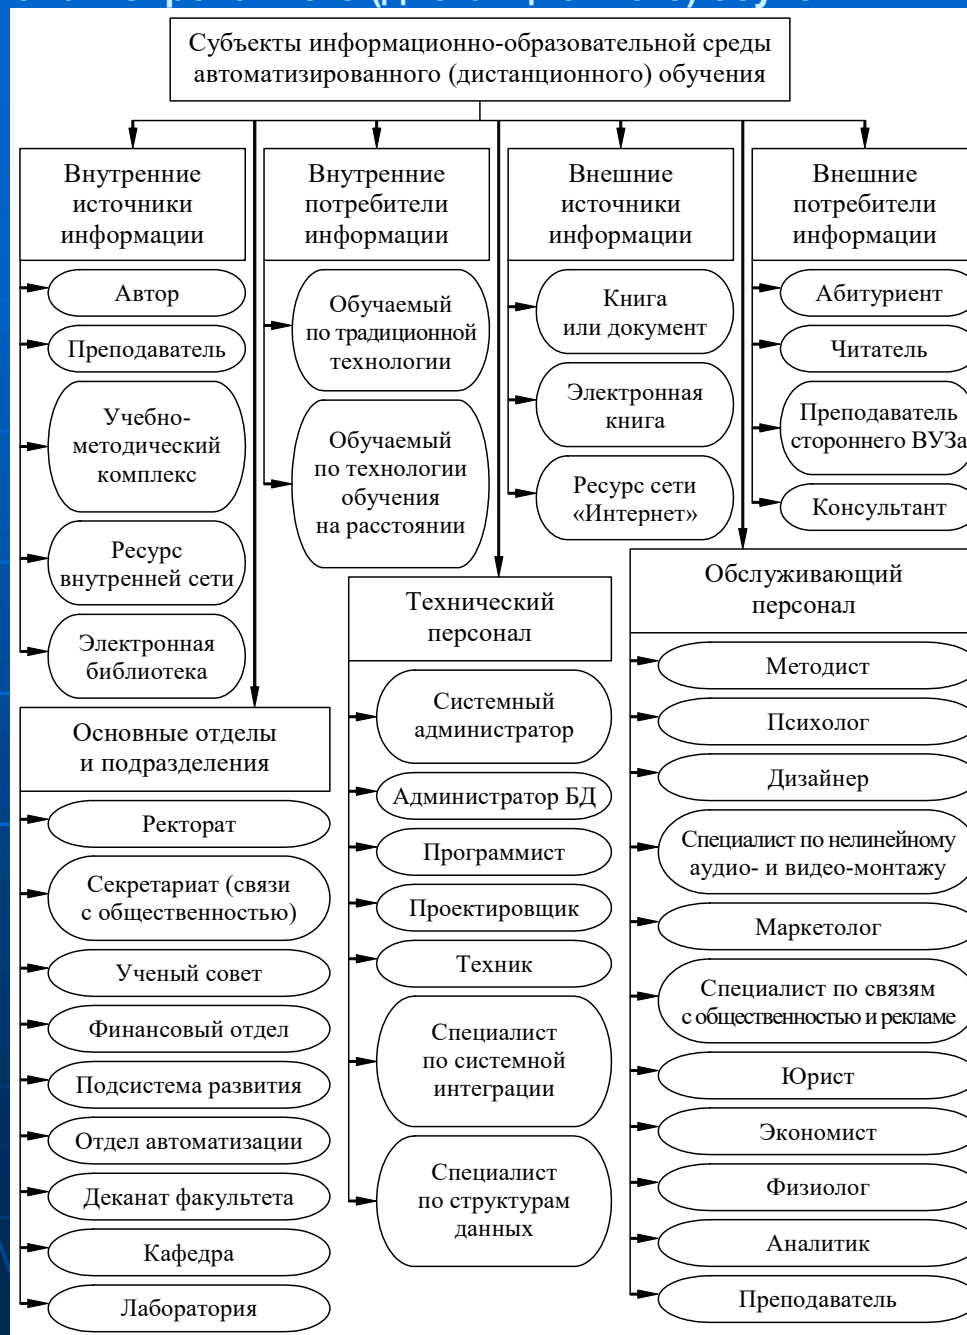 Субъекты информационно-образовательной среды
автоматизированного (дистанционного) обучения
Внутренние
источники
информации
Автор
Преподаватель
Учебно-
методический
комплекс
Ресурс
внутренней сети
Электронная
библиотека
Внутренние
потребители
информации
Обучаемый
по традиционной
технологии
Обучаемый
по технологии
обучения
на расстоянии
Внешние
источники
информации
Книга
или документ
Электронная
книга
Ресурс сети
«Интернет»
Внешние
потребители
информации
Абитуриент
Читатель
Преподаватель
стороннего ВУЗа
Консультант
Основные отделы
и подразделения
Ректорат
Секретариат (связи
с общественностью)
Ученый совет
Финансовый отдел
Подсистема развития
Отдел автоматизации
Деканат факультета
Кафедра
Лаборатория
Технический
персонал
Системный
администратор
Администратор БД
Программист
Проектировщик
Техник
Специалист
по системной
интеграции
Специалист
по структурам
данных
Обслуживающий
персонал
Методист
Психолог
Дизайнер
Специалист по нелинейному
аудио- и видео-монтажу
Маркетолог
Специалист по связям
с общественностью и рекламе
Юрист
Экономист
Физиолог
Аналитик
Преподаватель